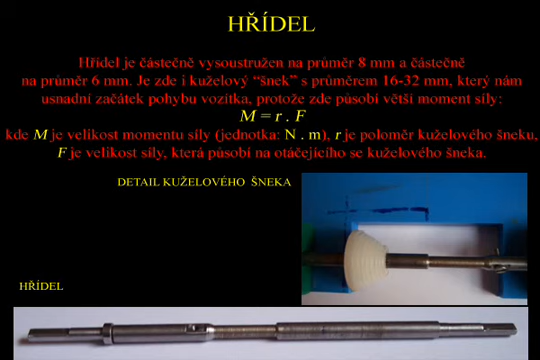 HŘÍDEL
Hřídel je částečně vysoustružen na průměr 8 mm a částečně
na průměr 6 mm. Je zde i kuželový “šnek” s průměrem 16-32 mm, který nám
usnadní začátek pohybu vozítka, protože zde působí větší moment síly:
M = r . F
kde M je velikost momentu síly (jednotka: N . m), r je poloměr kuželového šneku,
F je velikost síly, která působí na otáčejícího se kuželového šneka.
DETAIL KUŽELOVÉHO ŠNEKA
HŘÍDEL